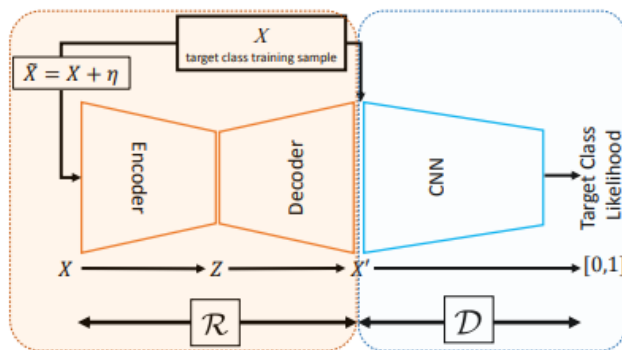 X
target class training sample
X̃ = X + η
Encoder
Decoder
CNN
Target Class
Likelihood
X
Z
X′
[0,1]
ℛ
𝒟